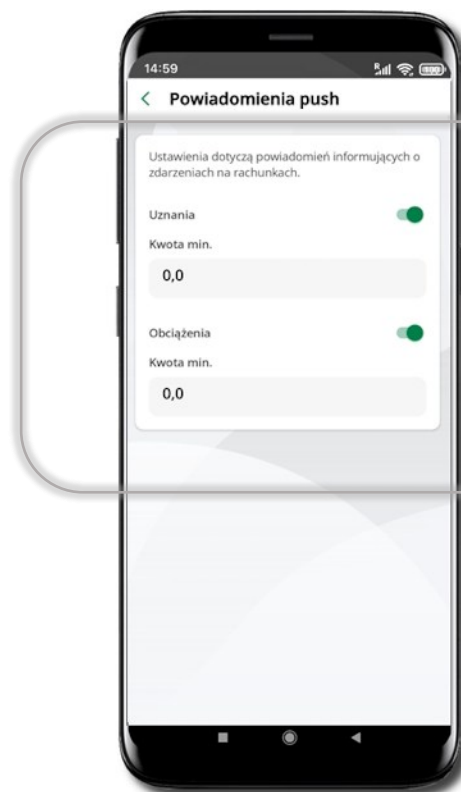 14:59
R
100
Powiadomienia push
Ustawienia dotyczą powiadomień informujących o
zdarzeniach na rachunkach.
Uznania
Kwota min.
0,0
Obciążenia
Kwota min.
0,0